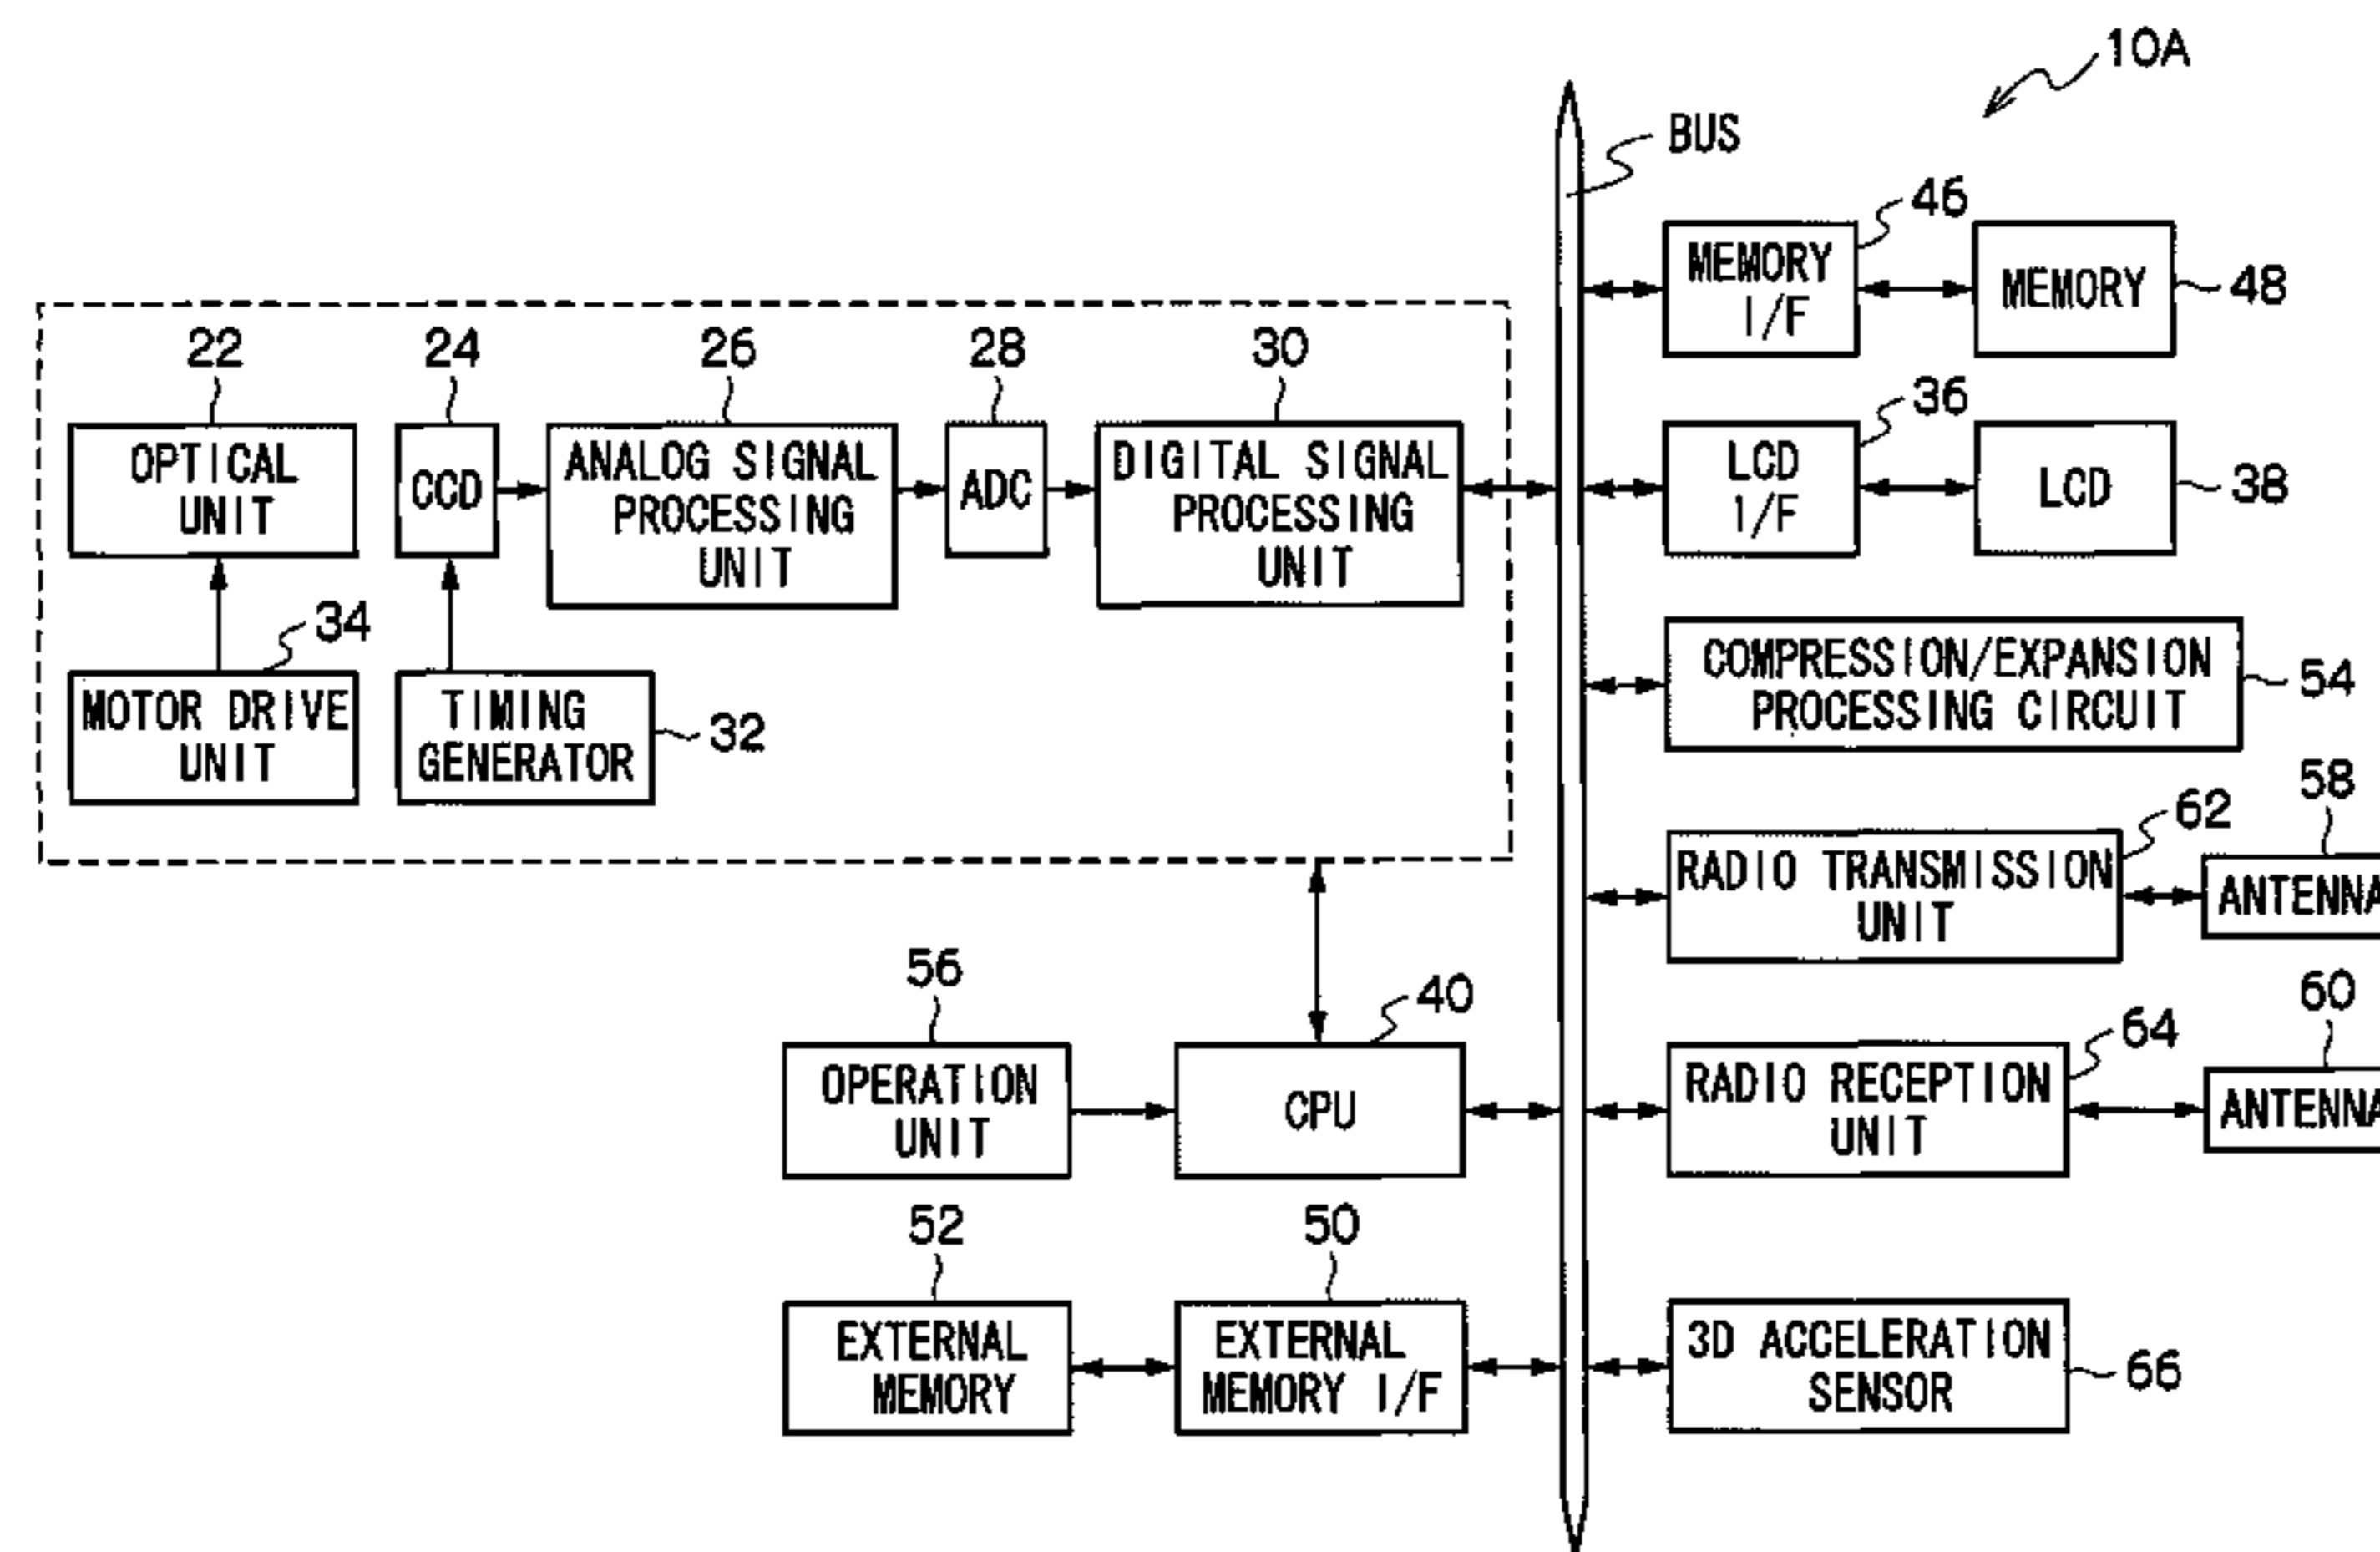 10A
BUS
46
MEMORY
I/F
MEMORY
48
22
24
26
28
30
36
OPTICAL
UNIT
CCD
ANALOG SIGNAL
PROCESSING
UNIT
ADC
DIGITAL SIGNAL
PROCESSING
UNIT
LCD
I/F
LCD
38
34
MOTOR DRIVE
UNIT
TIMING
GENERATOR
32
COMPRESSION/EXPANSION
PROCESSING CIRCUIT
54
62
58
RADIO TRANSMISSION
UNIT
ANTENNA
56
40
64
60
OPERATION
UNIT
CPU
RADIO RECEPTION
UNIT
ANTENNA
52
50
EXTERNAL
MEMORY
EXTERNAL
MEMORY I/F
3D ACCELERATION
SENSOR
66